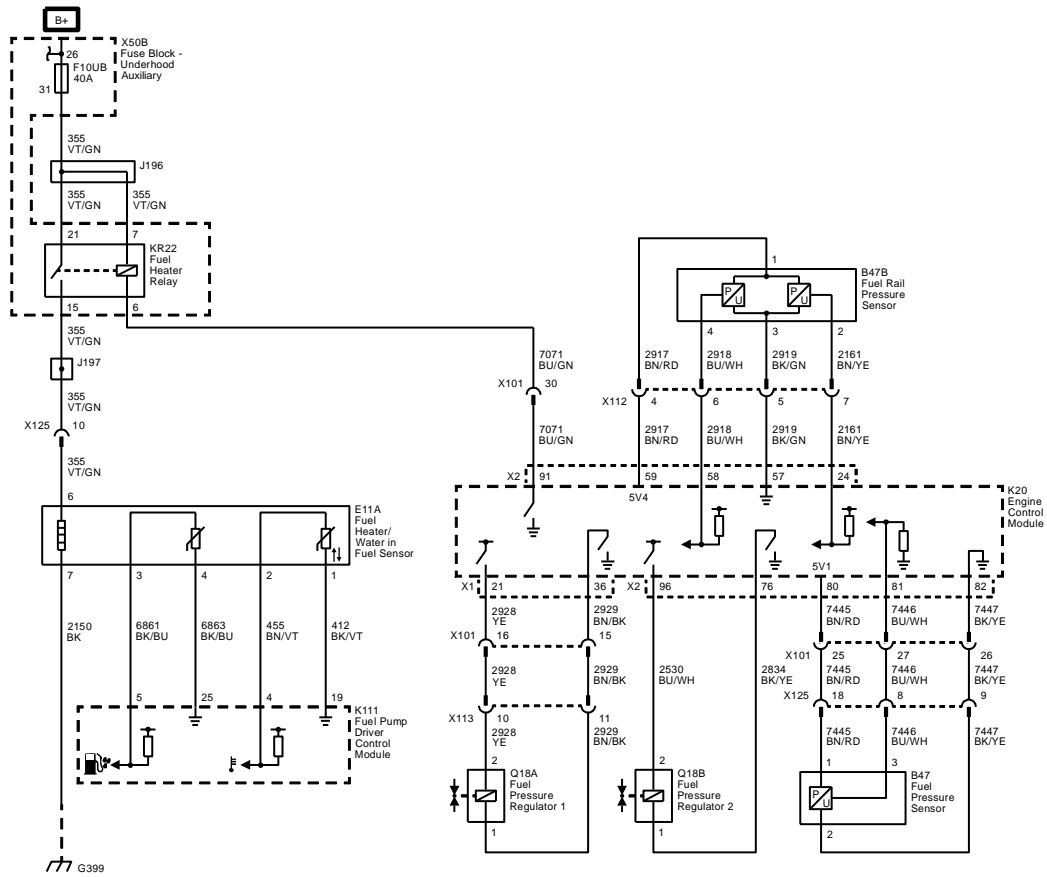 B+
X50B
Fuse Block -
Underhood
Auxiliary
26
F10UB
40A
31
355
VT/GN
J196
355
VT/GN
355
VT/GN
21
7
KR22
Fuel
Heater
Relay
15
6
355
VT/GN
J197
355
VT/GN
X125
10
355
VT/GN
6
E11A
Fuel
Heater/
Water in
Fuel Sensor
7
3
4
2
1
2150
BK
6861
BK/BU
6863
BK/BU
455
BN/VT
412
BK/VT
5
25
4
19
K111
Fuel Pump
Driver
Control
Module
G399
7071
BU/GN
X101
30
7071
BU/GN
1
P
U
P
U
B47B
Fuel Rail
Pressure
Sensor
4
3
2
2917
BN/RD
2918
BU/WH
2919
BK/GN
2161
BN/YE
X112
4
6
5
7
2917
BN/RD
2918
BU/WH
2919
BK/GN
2161
BN/YE
X2
91
59
58
57
24
5V4
K20
Engine
Control
Module
5V1
X1
21
36
X2
96
76
80
81
82
2928
YE
2929
BN/BK
X101
16
15
2928
YE
2929
BN/BK
X113
10
11
2928
YE
2929
BN/BK
2530
BU/WH
2834
BK/YE
7445
BN/RD
7446
BU/WH
7447
BK/YE
X101
25
27
26
7445
BN/RD
7446
BU/WH
7447
BK/YE
X125
18
8
9
7445
BN/RD
7446
BU/WH
7447
BK/YE
2
Q18A
Fuel
Pressure
Regulator 1
1
2
Q18B
Fuel
Pressure
Regulator 2
1
1
3
P
U
B47
Fuel
Pressure
Sensor
2